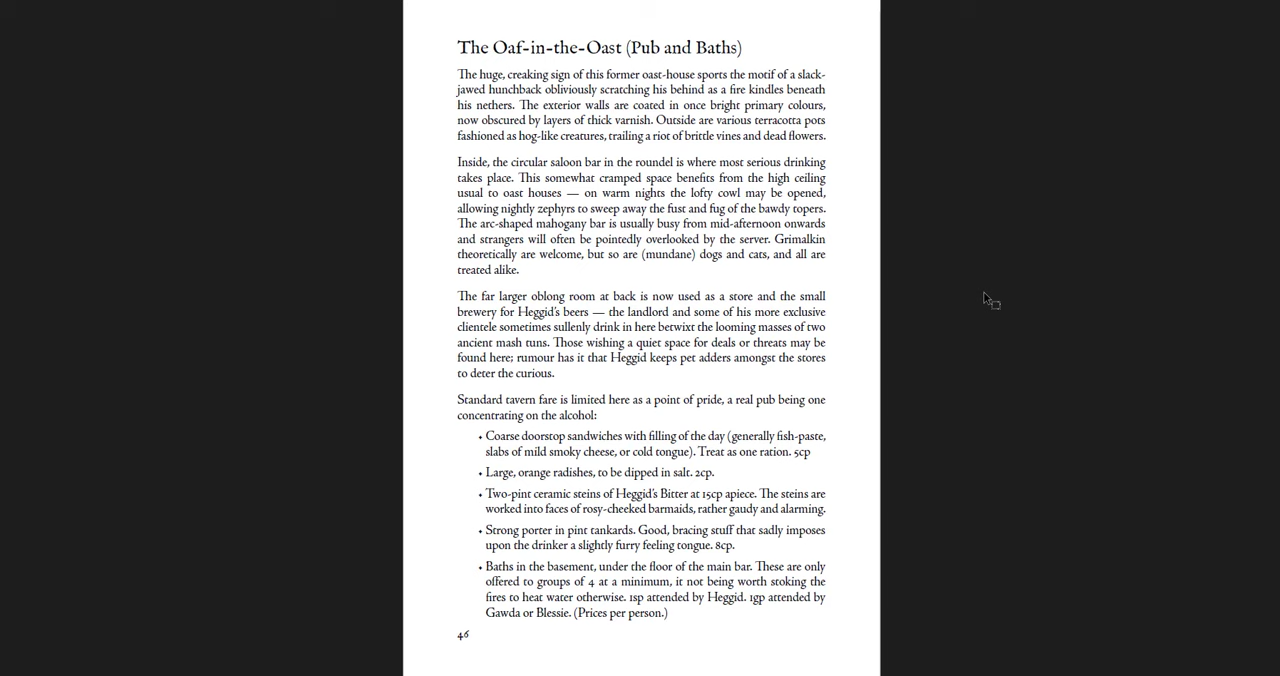 The Oaf-in-the-Oast (Pub and Baths)
The huge, creaking sign of this former oast-house sports the motif of a slack-
jawed hunchback obliviously scratching his behind as a fire kindles beneath
his nethers. The exterior walls are coated in once bright primary colours,
now obscured by layers of thick varnish. Outside are various terracotta pots
fashioned as hog-like creatures, trailing a riot of brittle vines and dead flowers.
Inside, the circular saloon bar in the roundel is where most serious drinking
takes place. This somewhat cramped space benefits from the high ceiling
usual to oast houses — on warm nights the lofty cowl may be opened,
allowing nightly zephyrs to sweep away the fust and fug of the bawdy topers.
The arc-shaped mahogany bar is usually busy from mid-afternoon onwards
and strangers will often be pointedly overlooked by the server. Grimalkin
theoretically are welcome, but so are (mundane) dogs and cats, and all are
treated alike.
The far larger oblong room at back is now used as a store and the small
brewery for Heggid's beers — the landlord and some of his more exclusive
clientele sometimes sullenly drink in here betwixt the looming masses of two
ancient mash tuns. Those wishing a quiet space for deals or threats may be
found here; rumour has it that Heggid keeps pet adders amongst the stores
to deter the curious.
Standard tavern fare is limited here as a point of pride, a real pub being one
concentrating on the alcohol:
• Coarse doorstop sandwiches with filling of the day (generally fish-paste,
slabs of mild smoky cheese, or cold tongue). Treat as one ration. 5cp
• Large, orange radishes, to be dipped in salt. 2cp.
• Two-pint ceramic steins of Heggid's Bitter at 15cp apiece. The steins are
worked into faces of rosy-cheeked barmaids, rather gaudy and alarming.
• Strong porter in pint tankards. Good, bracing stuff that sadly imposes
upon the drinker a slightly furry feeling tongue. 8cp.
• Baths in the basement, under the floor of the main bar. These are only
offered to groups of 4 at a minimum, it not being worth stoking the
fires to heat water otherwise. 1sp attended by Heggid. 1gp attended by
Gawda or Blessie. (Prices per person.)
46